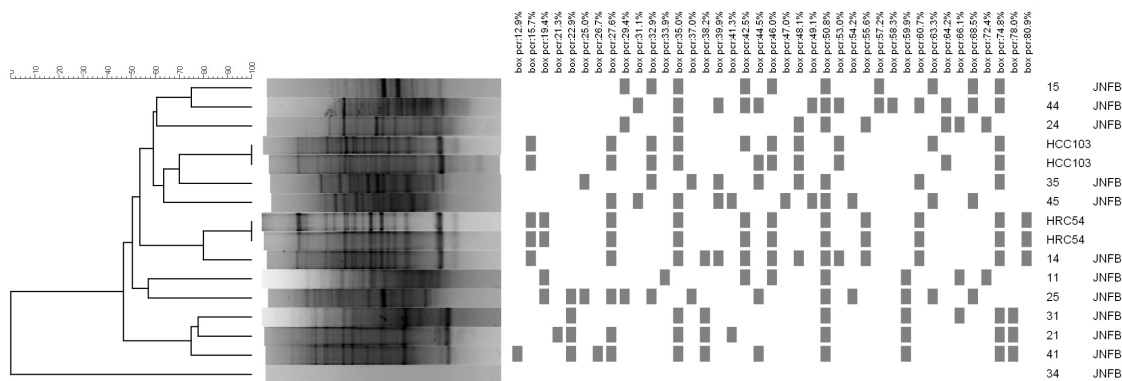 0 10 20 30 40 50 60 70 80 90 100
box pcr:12.9%
box pcr:15.7%
box pcr:19.4%
box pcr:21.3%
box pcr:22.9%
box pcr:25.0%
box pcr:26.7%
box pcr:27.6%
box pcr:29.4%
box pcr:31.1%
box pcr:32.9%
box pcr:33.9%
box pcr:35.0%
box pcr:37.0%
box pcr:38.2%
box pcr:39.9%
box pcr:41.3%
box pcr:42.5%
box pcr:44.5%
box pcr:46.0%
box pcr:47.0%
box pcr:48.1%
box pcr:49.1%
box pcr:50.8%
box pcr:53.0%
box pcr:54.2%
box pcr:55.6%
box pcr:57.2%
box pcr:58.3%
box pcr:59.9%
box pcr:60.7%
box pcr:63.3%
box pcr:64.2%
box pcr:66.1%
box pcr:68.5%
box pcr:72.4%
box pcr:74.8%
box pcr:78.0%
box pcr:80.9%
15 JNFB
44 JNFB
24 JNFB
HCC103
HCC103
35 JNFB
45 JNFB
HRC54
HRC54
14 JNFB
11 JNFB
25 JNFB
31 JNFB
21 JNFB
41 JNFB
34 JNFB